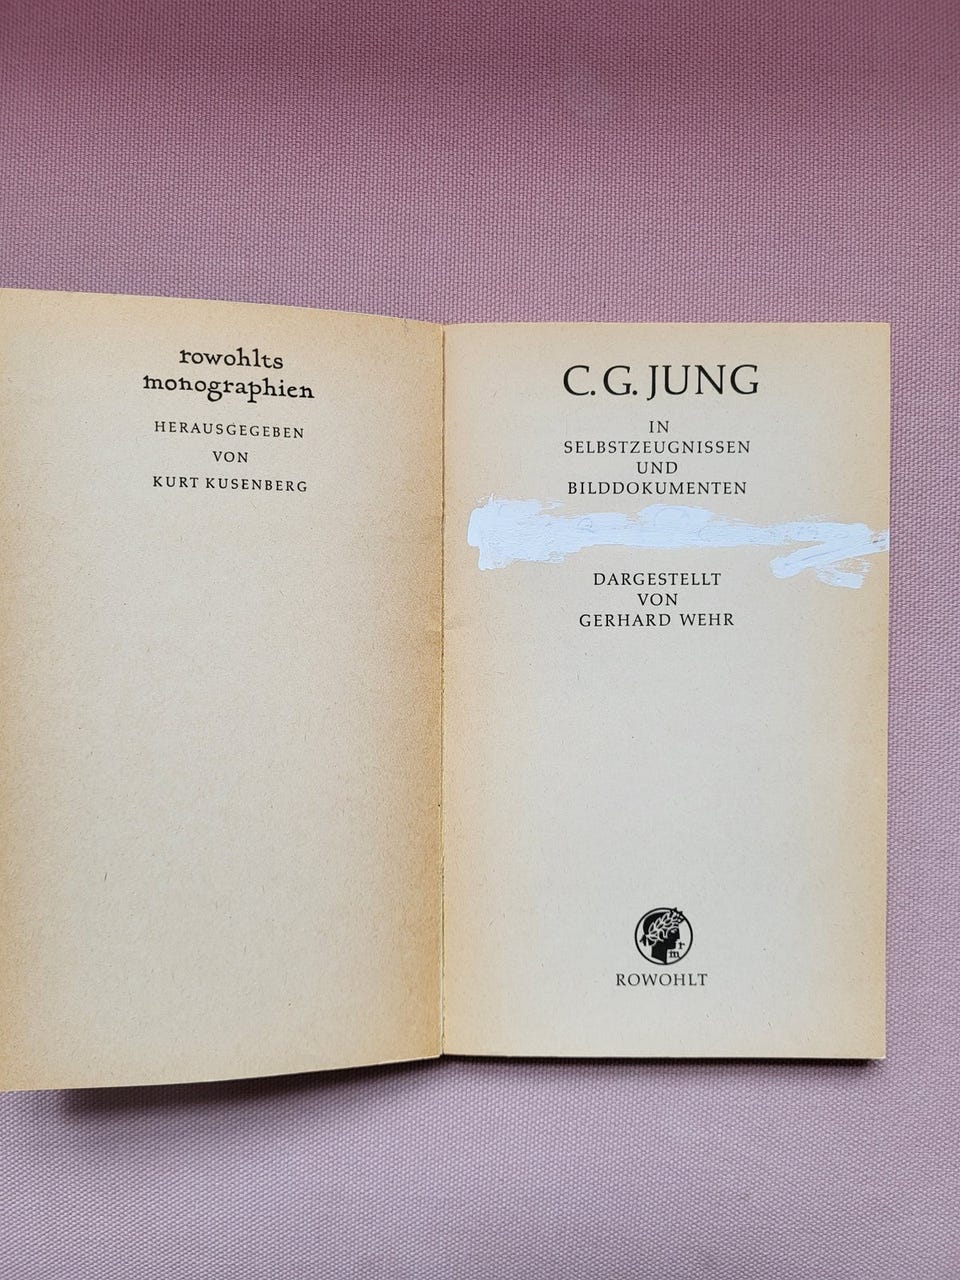 rowohlts
monographien
HERAUSGEGEBEN
VON
KURT KUSENBERG
C. G. JUNG
IN
SELBSTZEUGNISSEN
UND
BILDDOKUMENTEN
DARGESTELLT
VON
GERHARD WEHR
r
m
ROWOHLT